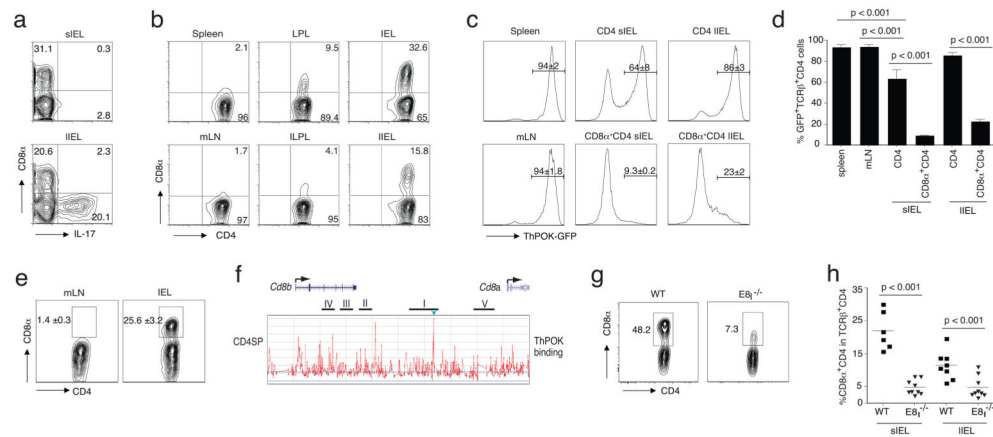 a
sIEL
31.1 0.3
2.8
lIEL
20.6 2.3
20.1
CD8α
IL-17
b
Spleen LPL IEL
2.1 9.5 32.6
96 89.4 65
mLN lLPL lIEL
1.7 4.1 15.8
97 95 83
CD8α
CD4
c
Spleen CD4 sIEL CD4 lIEL
94±2 64±8 86±3
mLN CD8α⁺CD4 sIEL CD8α⁺CD4 lIEL
94±1.8 9.3±0.2 23±2
ThPOK-GFP
d
p < 0.001
p < 0.001
p < 0.001 p < 0.001
% GFP⁺TCRβ⁺CD4 cells
100
80
60
40
20
0
spleen mLN CD4 CD8α⁺CD4 CD4 CD8α⁺CD4
sIEL lIEL
e
mLN IEL
1.4 ±0.3 25.6 ±3.2
CD8α
CD4
f
Cd8b Cd8a
IV III II I V
CD4SP
ThPOK binding
g
WT E8I-/-
48.2 7.3
CD8α
CD4
h
p < 0.001
p < 0.001
%CD8α⁺CD4 in TCRβ⁺CD4
35
25
15
5
0
WT E8I-/- WT E8I-/-
sIEL lIEL